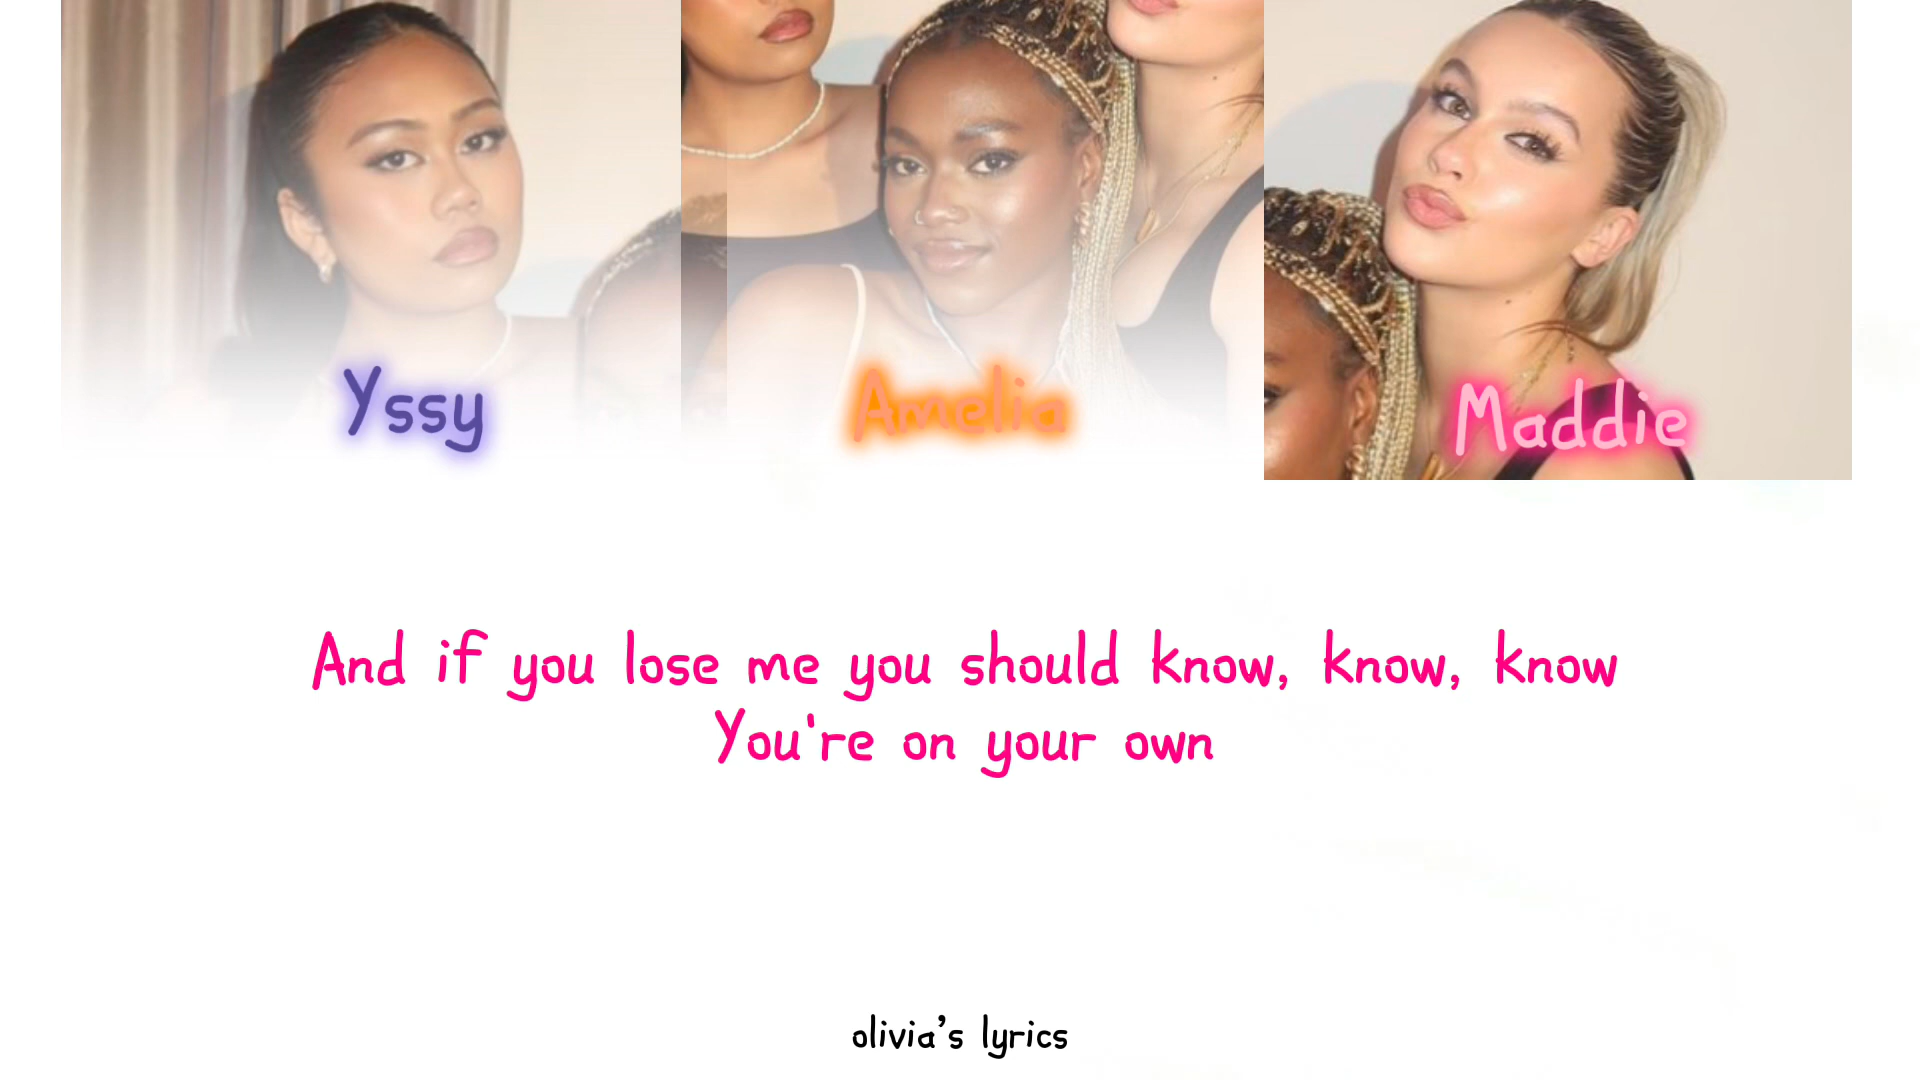 Yssy
Amelia
Maddie
And if you lose me you should know, know, know
You're on your own
olivia's lyrics